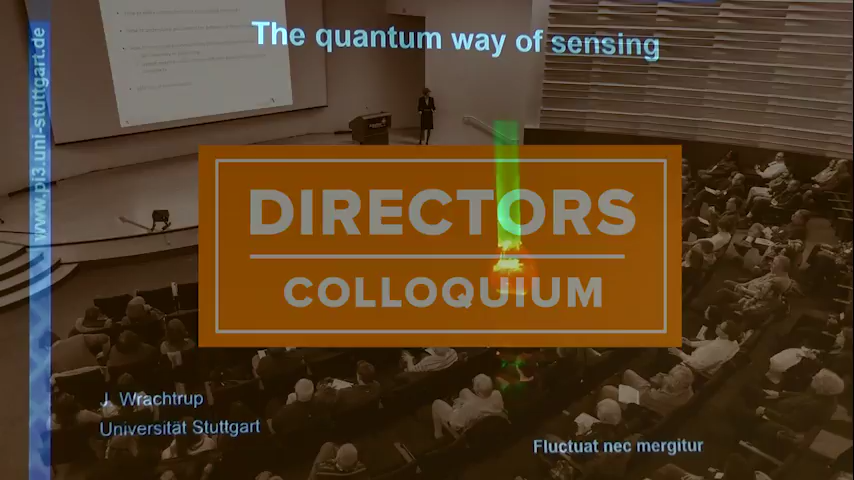 The quantum way of sensing
www.pi3.uni-stuttgart.de
DIRECTORS
COLLOQUIUM
J. Wrachtrup
Universität Stuttgart
Fluctuat nec mergitur